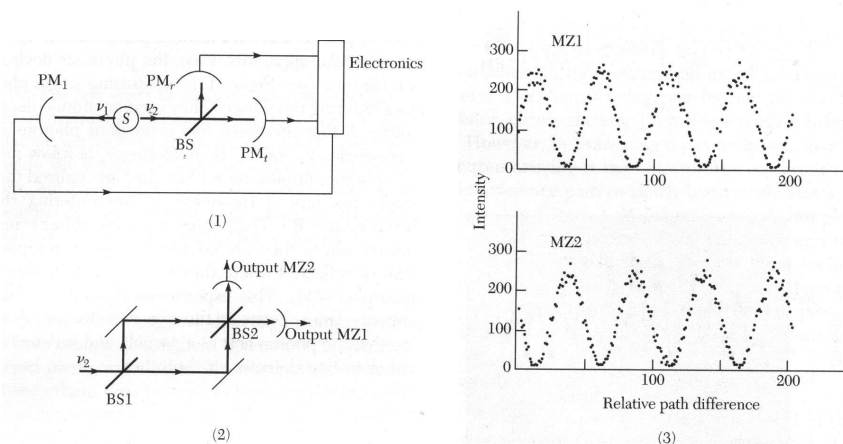 Electronics
PM1
PMr
ν1
S
ν2
BS
PMt
(1)
Output MZ2
BS2
Output MZ1
ν2
BS1
(2)
MZ1
300
200
100
0
100
200
Intensity
MZ2
300
200
100
0
100
200
Relative path difference
(3)